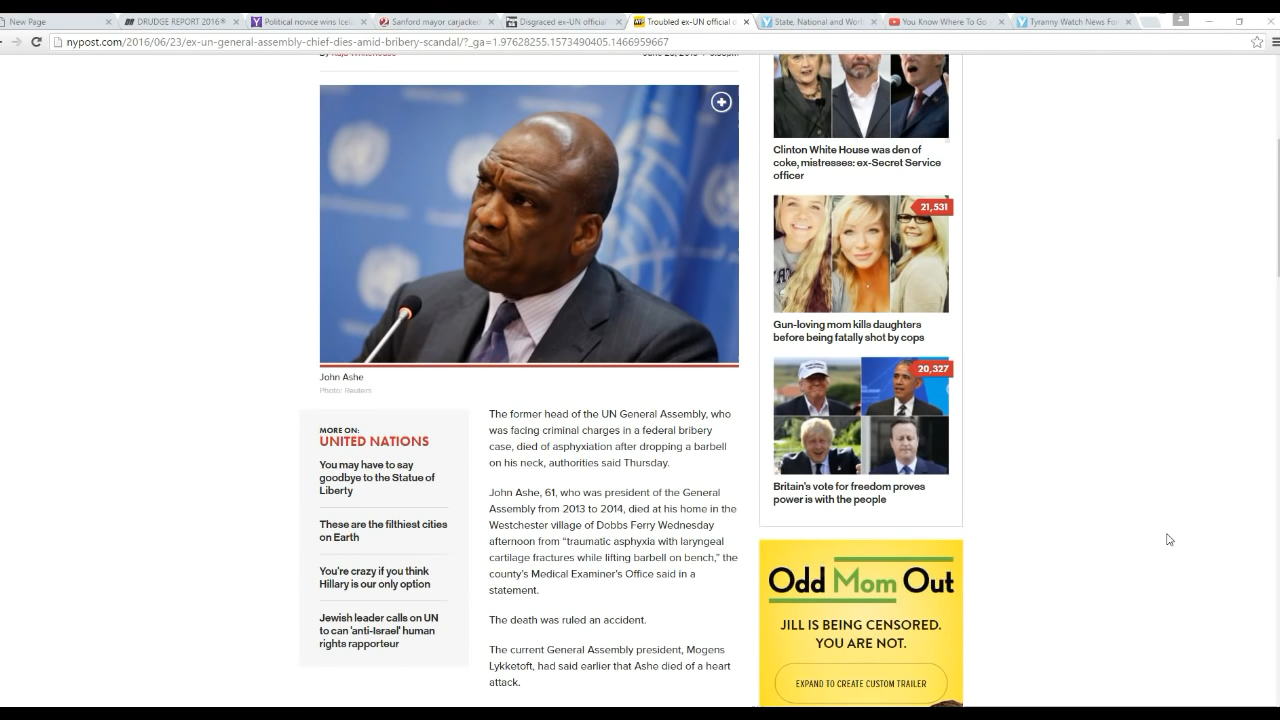 New Page
DRUDGE REPORT 2016®
Political novice wins Icel
Sanford mayor carjacked
Disgraced ex-UN official
Troubled ex-UN official d
State, National and Worl
You Know Where To Go
Tyranny Watch News For
nypost.com/2016/06/23/ex-un-general-assembly-chief-dies-amid-bribery-scandal/?_ga=1.97628255.1573490405.1466959667
John Ashe
Photo: Reuters
MORE ON:
UNITED NATIONS
You may have to say
goodbye to the Statue of
Liberty
These are the filthiest cities
on Earth
You're crazy if you think
Hillary is our only option
Jewish leader calls on UN
to can 'anti-Israel' human
rights rapporteur
The former head of the UN General Assembly, who
was facing criminal charges in a federal bribery
case, died of asphyxiation after dropping a barbell
on his neck, authorities said Thursday.
John Ashe, 61, who was president of the General
Assembly from 2013 to 2014, died at his home in the
Westchester village of Dobbs Ferry Wednesday
afternoon from “traumatic asphyxia with laryngeal
cartilage fractures while lifting barbell on bench,” the
county’s Medical Examiner’s Office said in a
statement.
The death was ruled an accident.
The current General Assembly president, Mogens
Lykketoft, had said earlier that Ashe died of a heart
attack.
Clinton White House was den of
coke, mistresses: ex-Secret Service
officer
21,531
Gun-loving mom kills daughters
before being fatally shot by cops
20,327
Britain's vote for freedom proves
power is with the people
Odd Mom Out
JILL IS BEING CENSORED.
YOU ARE NOT.
EXPAND TO CREATE CUSTOM TRAILER